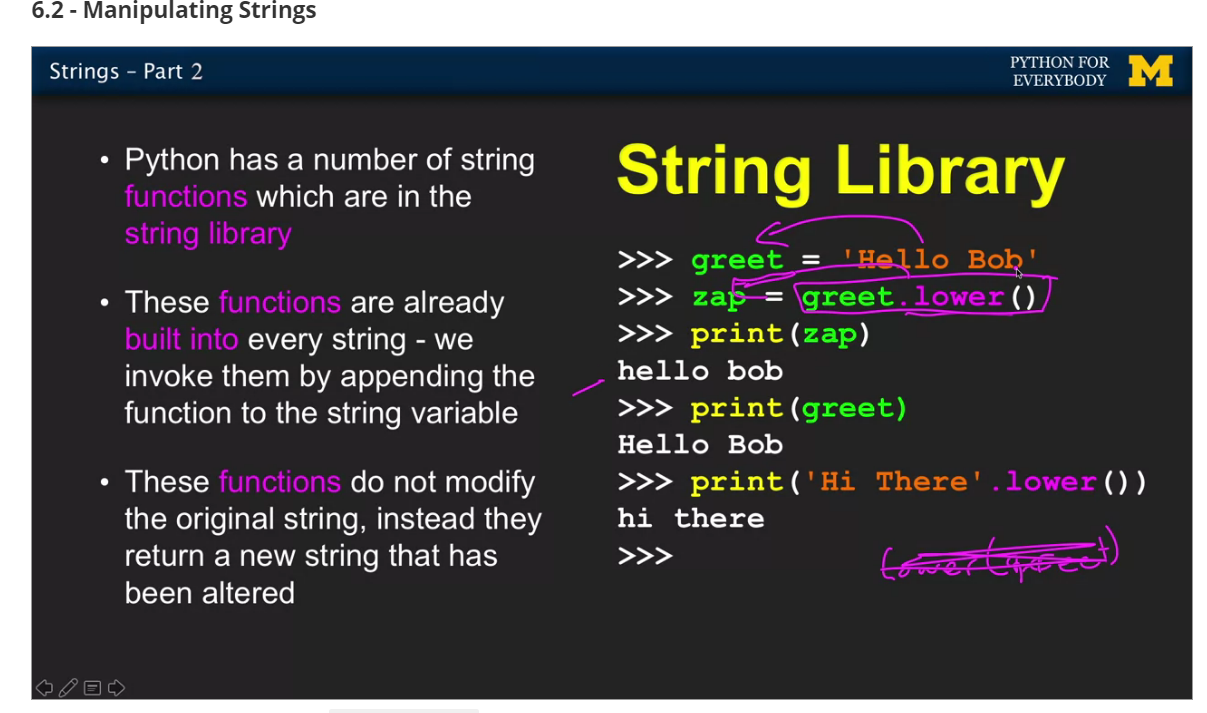 6.2 - Manipulating Strings
Strings – Part 2
PYTHON FOR
EVERYBODY
M
• Python has a number of string
functions which are in the
string library
• These functions are already
built into every string - we
invoke them by appending the
function to the string variable
• These functions do not modify
the original string, instead they
return a new string that has
been altered
String Library
>>> greet = 'Hello Bob'
>>> zap = greet.lower()
>>> print(zap)
hello bob
>>> print(greet)
Hello Bob
>>> print('Hi There'.lower())
hi there
>>>
lower(greet)